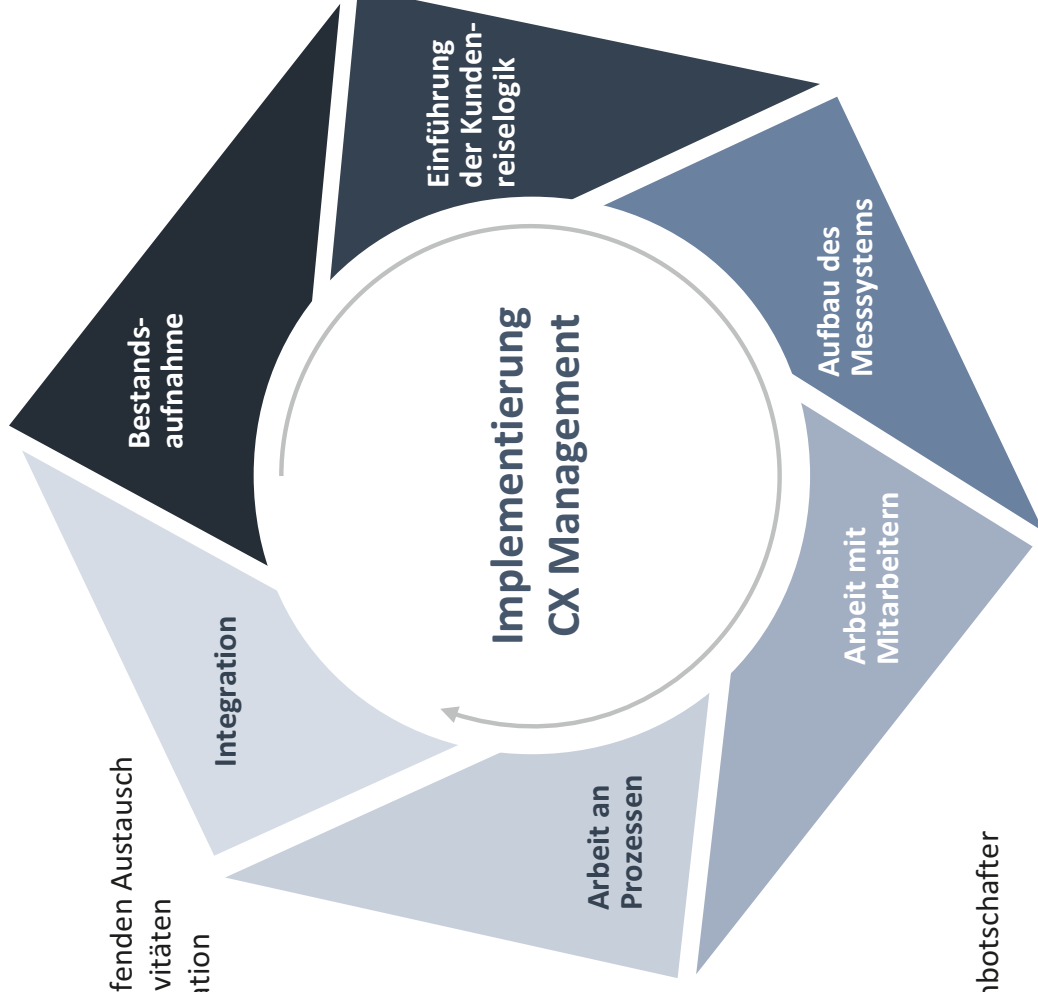 fenden Austausch
vitäten
ation
nbotschafter
Implementierung
CX Management
Bestands-
aufnahme
Einführung
der Kunden-
reiselogik
Aufbau des
Messsystems
Arbeit mit
Mitarbeitern
Arbeit an
Prozessen
Integration